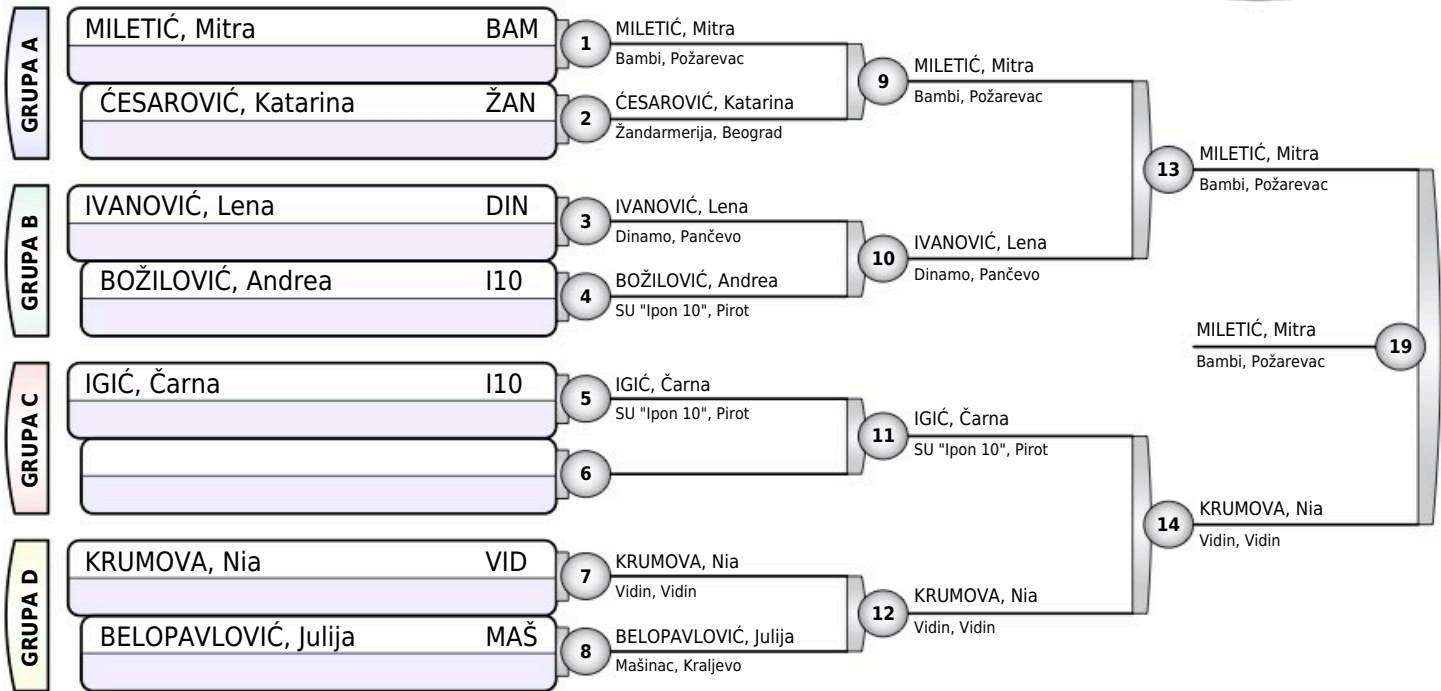 GRUPA A
MILETIĆ, Mitra BAM
ĆESAROVIĆ, Katarina ŽAN
GRUPA B
IVANOVIĆ, Lena DIN
BOŽILOVIĆ, Andrea I10
GRUPA C
IGIĆ, Čarna I10
GRUPA D
KRUMOVA, Nia VID
BELOPAVLOVIĆ, Julija MAŠ
1 MILETIĆ, Mitra
Bambi, Požarevac
2 ĆESAROVIĆ, Katarina
Žandarmerija, Beograd
3 IVANOVIĆ, Lena
Dinamo, Pančevo
4 BOŽILOVIĆ, Andrea
SU "Ipon 10", Pirot
5 IGIĆ, Čarna
SU "Ipon 10", Pirot
6
7 KRUMOVA, Nia
Vidin, Vidin
8 BELOPAVLOVIĆ, Julija
Mašinac, Kraljevo
9 MILETIĆ, Mitra
Bambi, Požarevac
10 IVANOVIĆ, Lena
Dinamo, Pančevo
11 IGIĆ, Čarna
SU "Ipon 10", Pirot
12 KRUMOVA, Nia
Vidin, Vidin
13 MILETIĆ, Mitra
Bambi, Požarevac
14 KRUMOVA, Nia
Vidin, Vidin
MILETIĆ, Mitra
Bambi, Požarevac
19